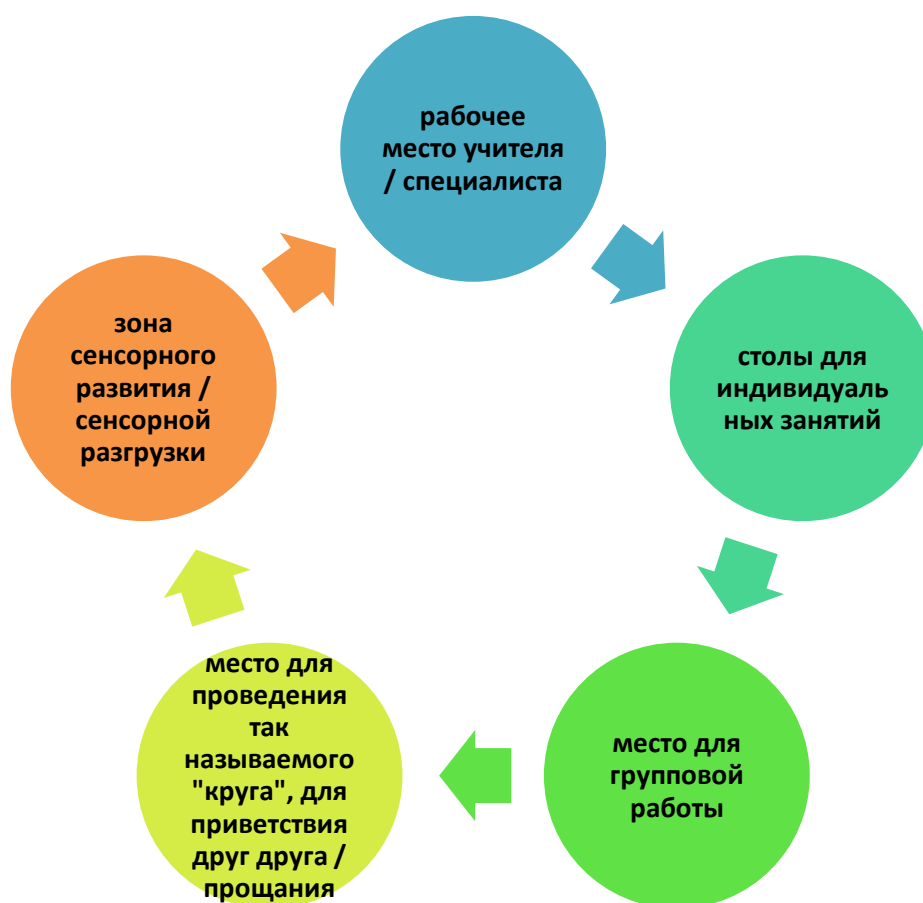 рабочее
место учителя
/ специалиста
столы для
индивидуаль
ных занятий
место для
групповой
работы
место для
проведения
так
называемого
"круга", для
приветствия
друг друга /
прощания
зона
сенсорного
развития /
сенсорной
разгрузки